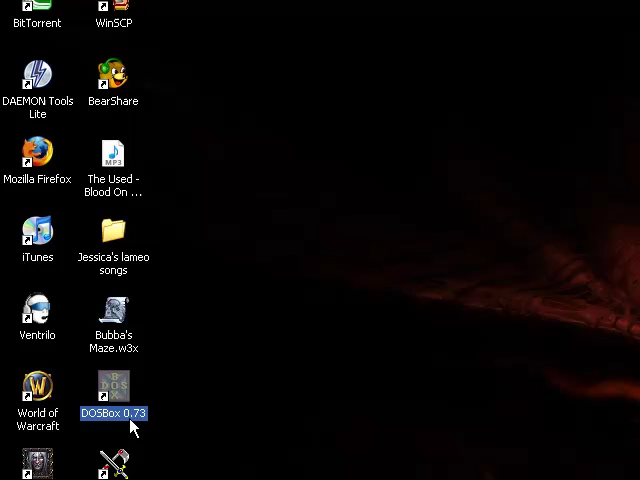 BitTorrent
WinSCP
DAEMON Tools
Lite
BearShare
Mozilla Firefox
MP3
The Used -
Blood On ...
iTunes
Jessica's lameo
songs
Ventrilo
Bubba's
Maze.w3x
World of
Warcraft
DOSBox 0.73